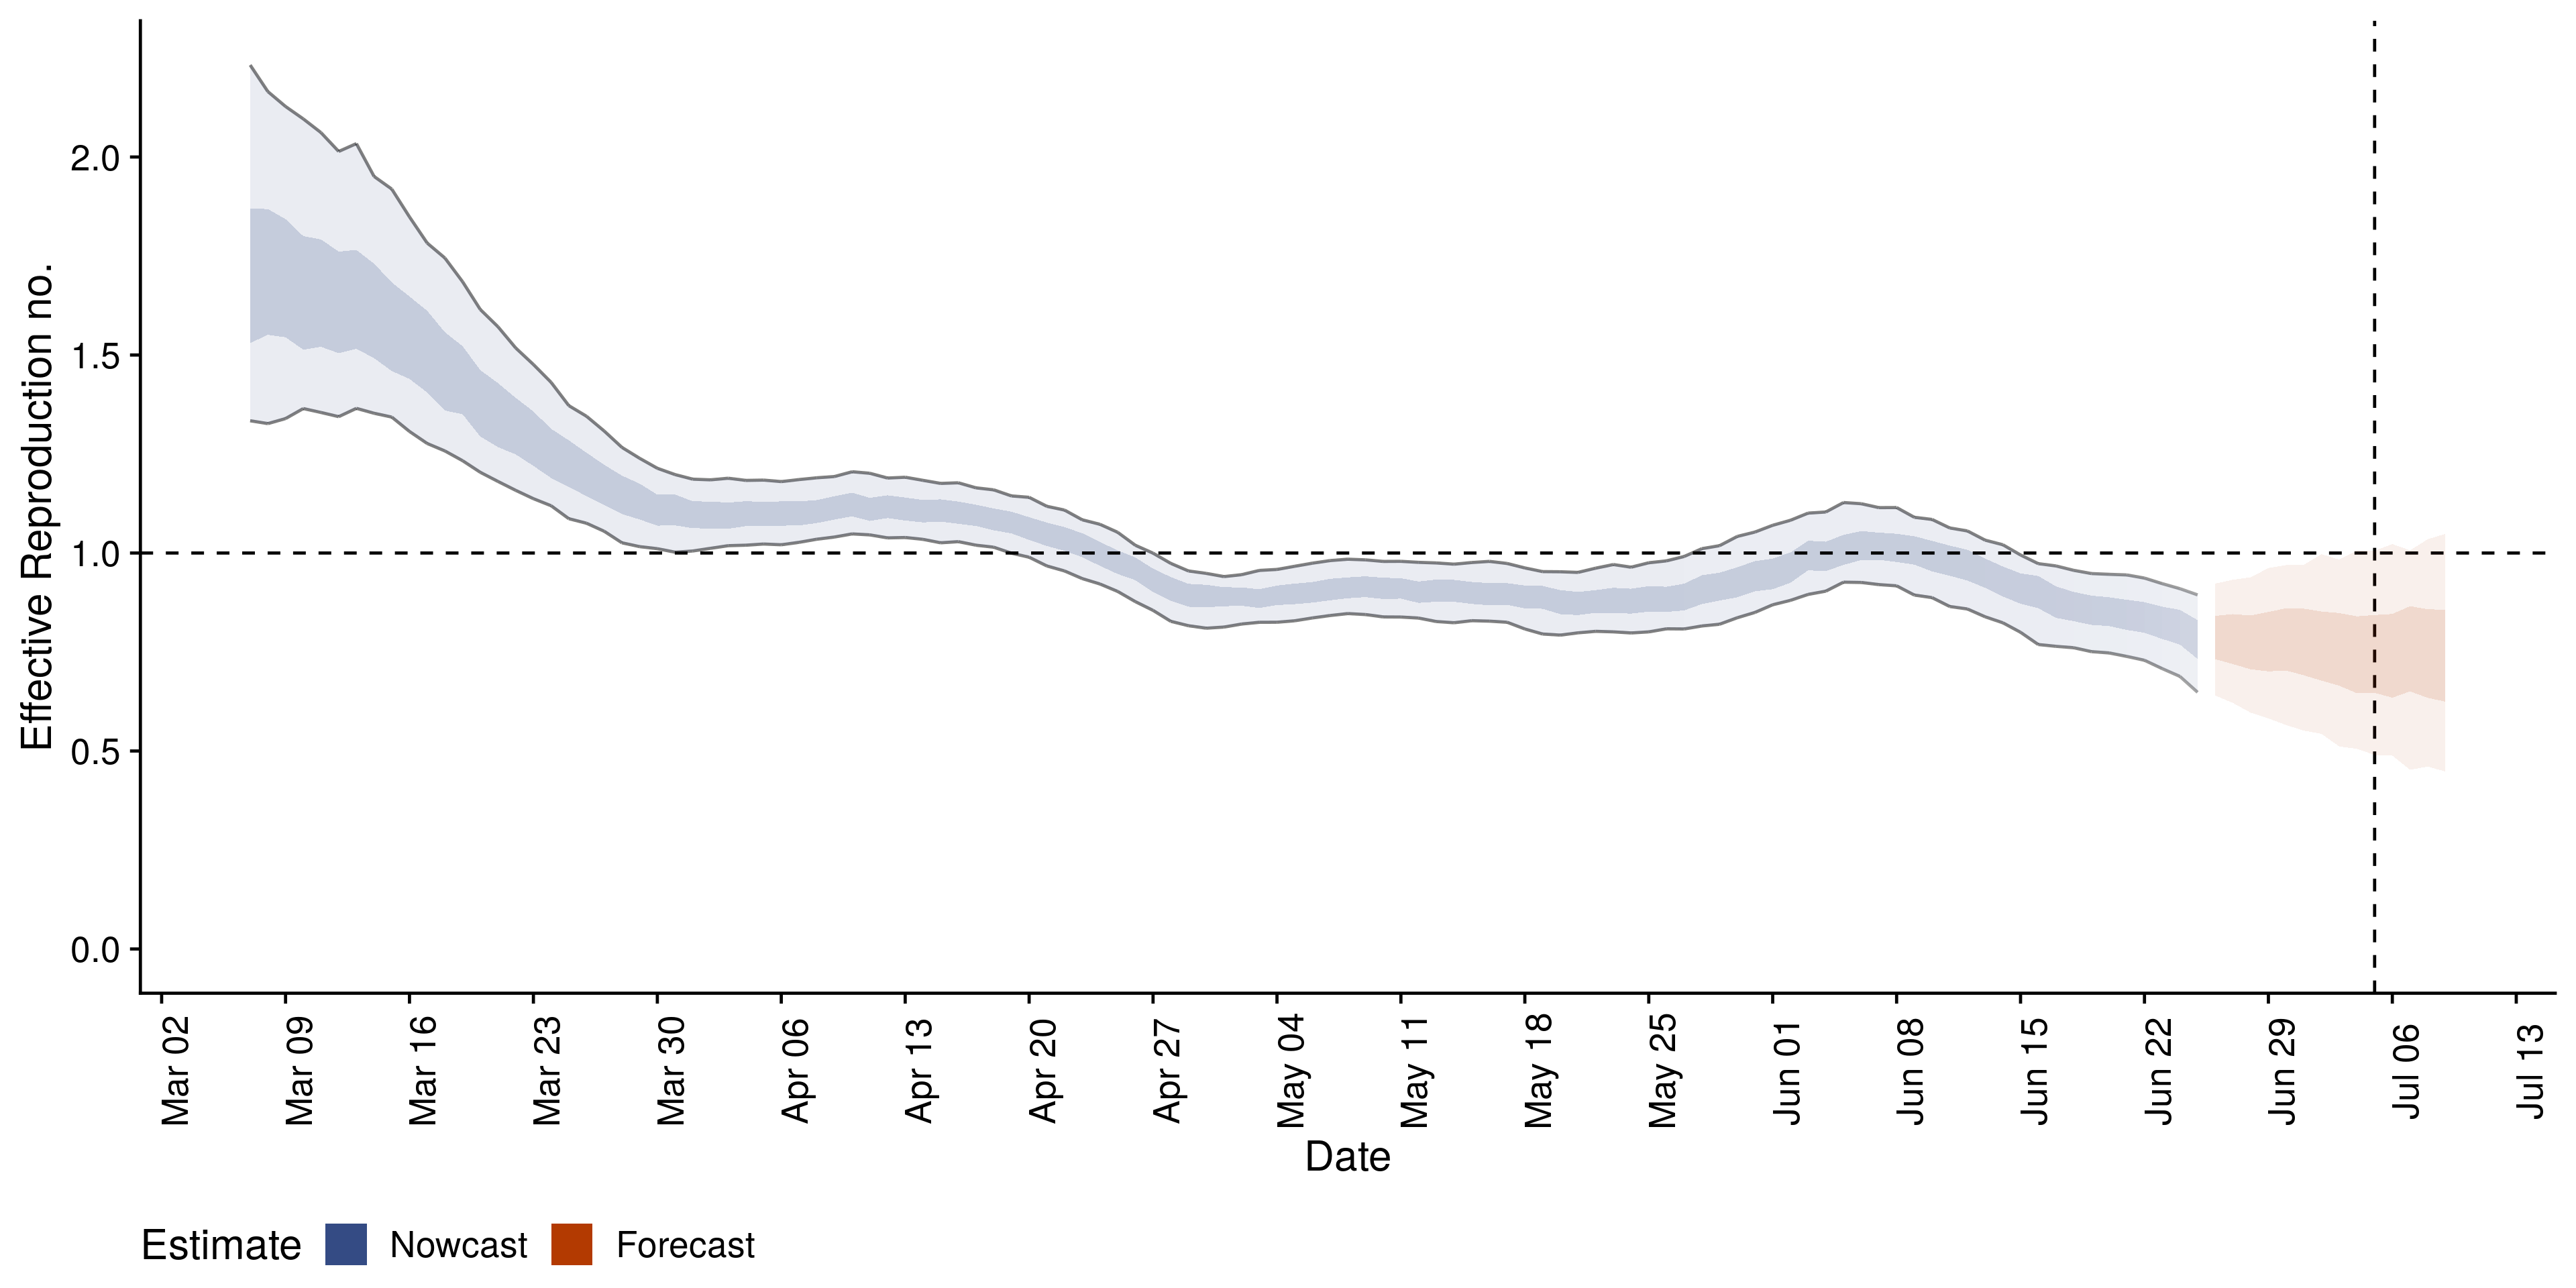 Effective Reproduction no.
2.0
1.5
1.0
0.5
0.0
Mar 02
Mar 09
Mar 16
Mar 23
Mar 30
Apr 06
Apr 13
Apr 20
Apr 27
May 04
May 11
May 18
May 25
Jun 01
Jun 08
Jun 15
Jun 22
Jun 29
Jul 06
Jul 13
Date
Estimate Nowcast Forecast